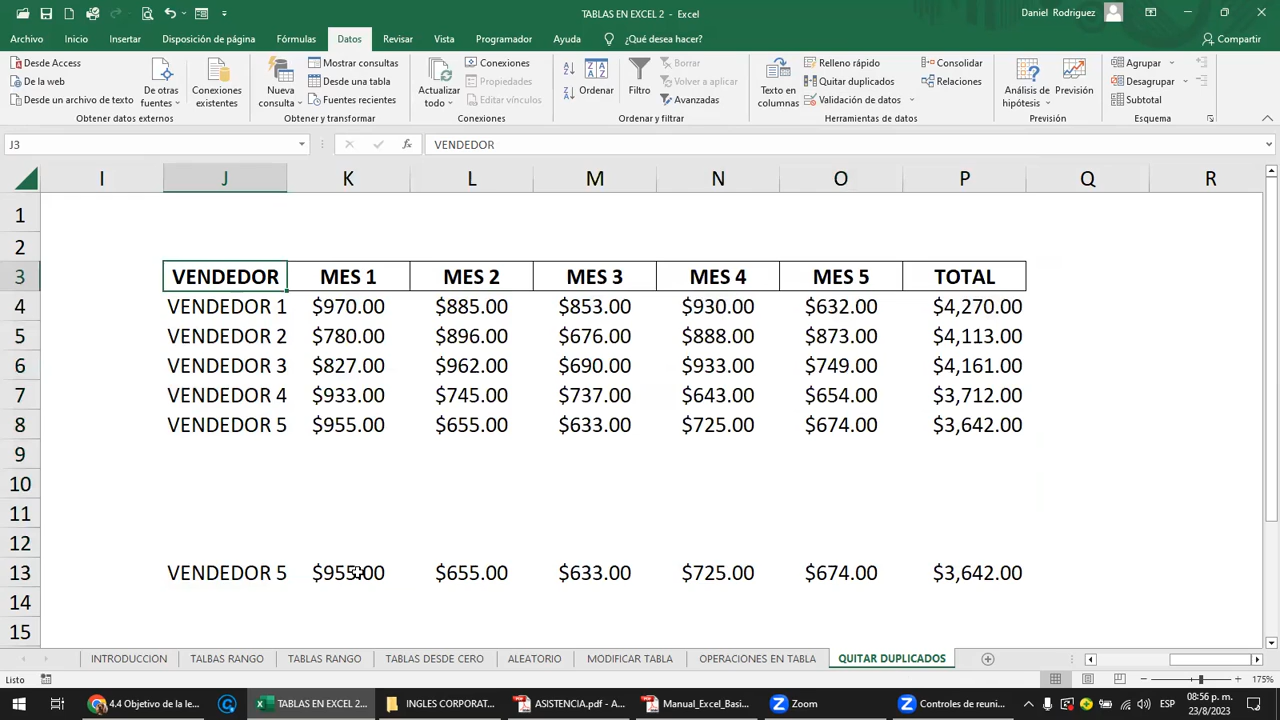 TABLAS EN EXCEL 2 - Excel
Daniel Rodriguez
Archivo Inicio Insertar Disposición de página Fórmulas Datos Revisar Vista Programador Ayuda ¿Qué desea hacer? Compartir
Desde Access
De la web
Desde un archivo de texto
De otras fuentes
Conexiones existentes
Obtener datos externos
Nueva consulta
Mostrar consultas
Desde una tabla
Fuentes recientes
Obtener y transformar
Actualizar todo
Conexiones
Propiedades
Editar vínculos
Conexiones
Ordenar
Filtro
Borrar
Volver a aplicar
Avanzadas
Ordenar y filtrar
Texto en columnas
Relleno rápido
Quitar duplicados
Validación de datos
Consolidar
Relaciones
Herramientas de datos
Análisis de hipótesis
Previsión
Previsión
Agrupar
Desagrupar
Subtotal
Esquema
J3 fx VENDEDOR
I J K L M N O P Q R
1
2
3 VENDEDOR MES 1 MES 2 MES 3 MES 4 MES 5 TOTAL
4 VENDEDOR 1 $970.00 $885.00 $853.00 $930.00 $632.00 $4,270.00
5 VENDEDOR 2 $780.00 $896.00 $676.00 $888.00 $873.00 $4,113.00
6 VENDEDOR 3 $827.00 $962.00 $690.00 $933.00 $749.00 $4,161.00
7 VENDEDOR 4 $933.00 $745.00 $737.00 $643.00 $654.00 $3,712.00
8 VENDEDOR 5 $955.00 $655.00 $633.00 $725.00 $674.00 $3,642.00
9
10
11
12
13 VENDEDOR 5 $955.00 $655.00 $633.00 $725.00 $674.00 $3,642.00
14
15
INTRODUCCION TALBAS RANGO TABLAS RANGO TABLAS DESDE CERO ALEATORIO MODIFICAR TABLA OPERACIONES EN TABLA QUITAR DUPLICADOS
Listo 175%
4.4 Objetivo de la le... TABLAS EN EXCEL 2... INGLES CORPORAT... ASISTENCIA.pdf - A... Manual_Excel_Basi... Zoom Controles de reuni...
08:56 p. m.
23/8/2023